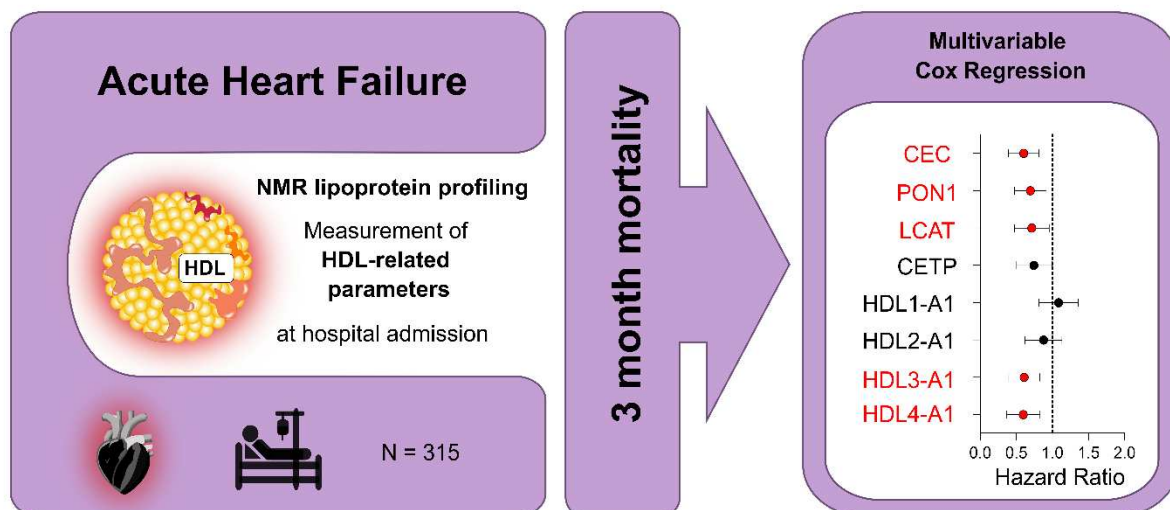 Acute Heart Failure
NMR lipoprotein profiling
Measurement of
HDL-related
parameters
at hospital admission
HDL
N = 315
3 month mortality
Multivariable
Cox Regression
CEC
PON1
LCAT
CETP
HDL1-A1
HDL2-A1
HDL3-A1
HDL4-A1
0.0 0.5 1.0 1.5 2.0
Hazard Ratio